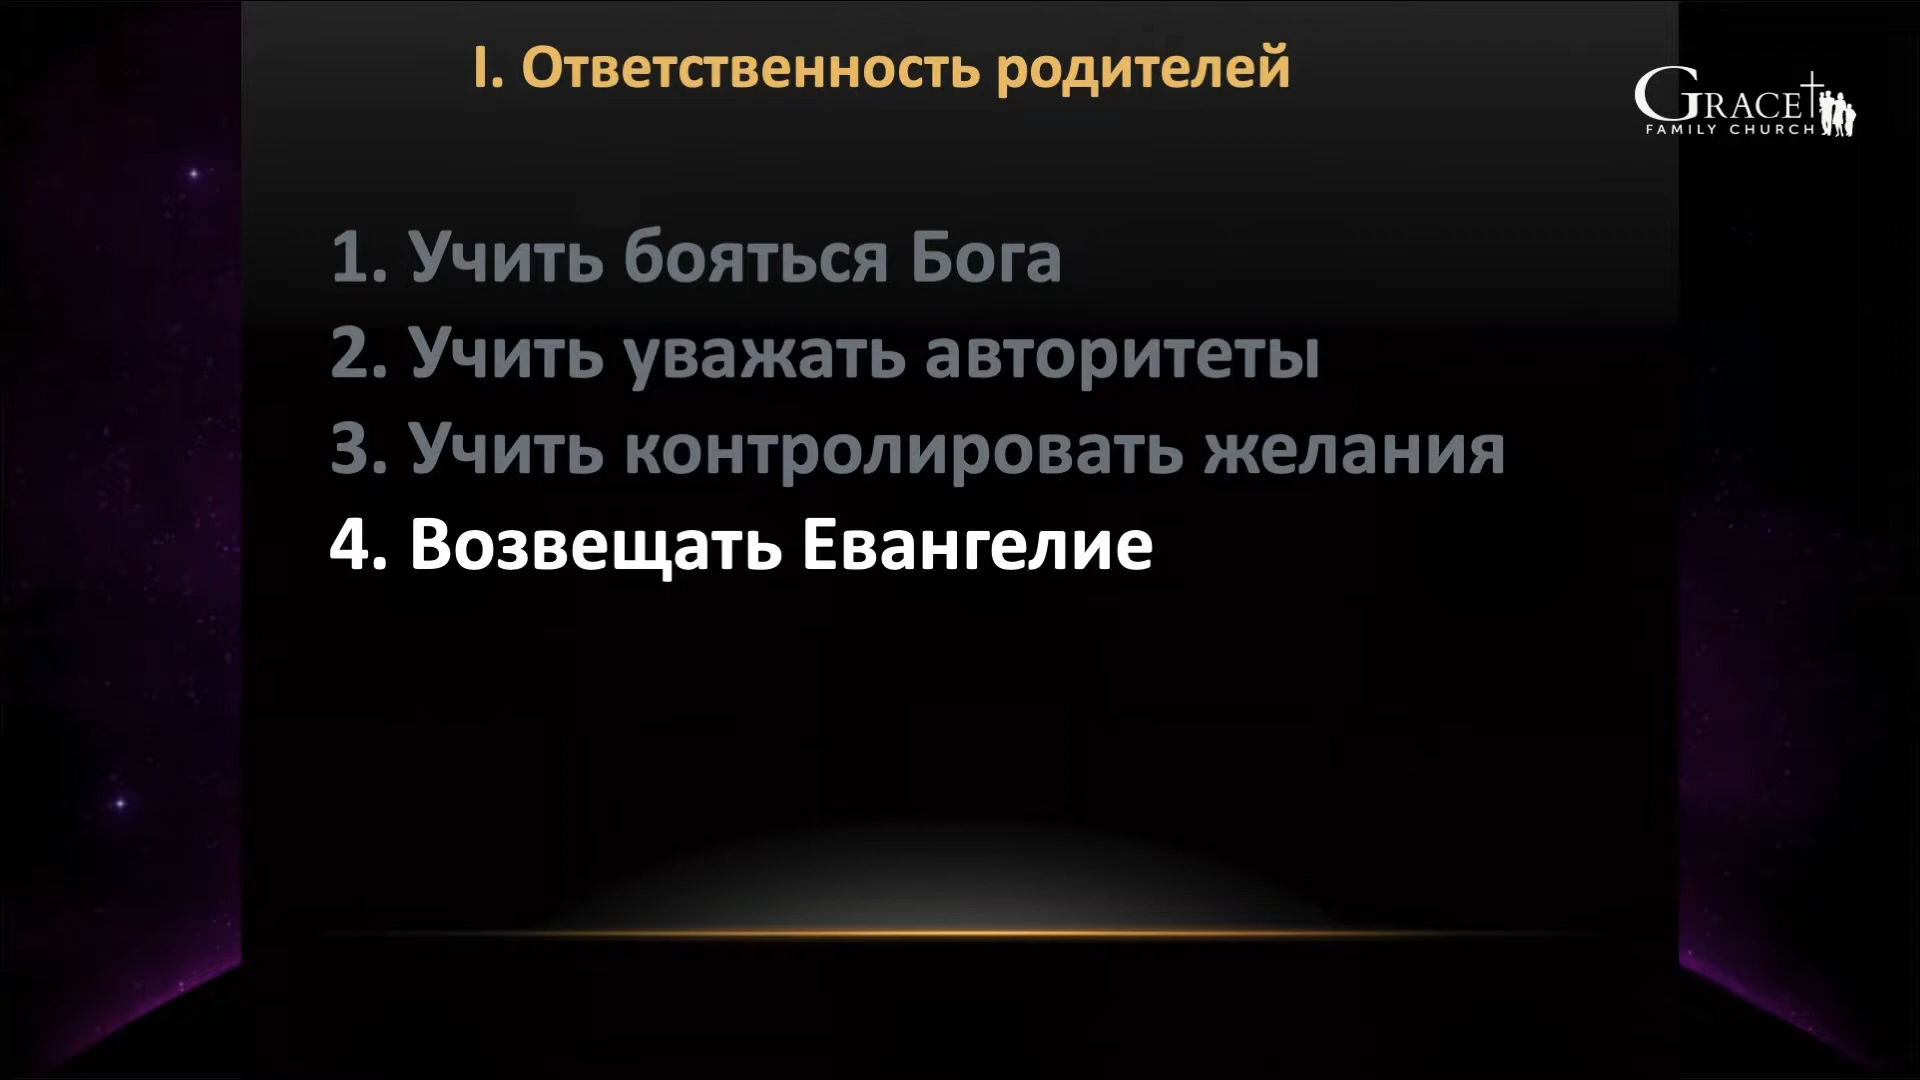 I. Ответственность родителей
GRACE
FAMILY CHURCH
1. Учить бояться Бога
2. Учить уважать авторитеты
3. Учить контролировать желания
4. Возвещать Евангелие